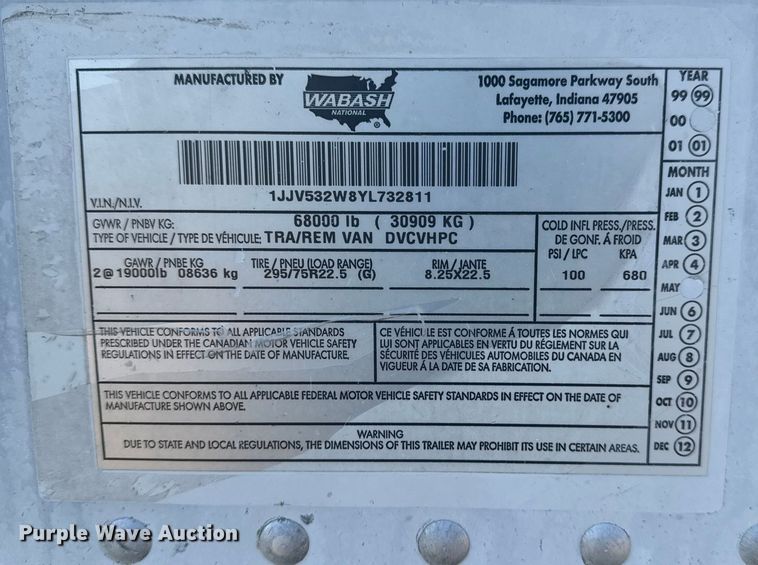 MANUFACTURED BY
WABASH
NATIONAL
®
1000 Sagamore Parkway South
Lafayette, Indiana 47905
Phone: (765) 771-5300
YEAR
99 99
00
01 01
V.I.N./N.I.V.
1JJV532W8YL732811
GVWR / PNBV KG: 68000 lb ( 30909 KG )
TYPE OF VEHICLE / TYPE DE VÉHICULE: TRA/REM VAN DVCVHPC
COLD INFL PRESS./PRESS.
DE GONF. Á FROID
PSI / LPC KPA
GAWR / PNBE KG TIRE / PNEU (LOAD RANGE) RIM / JANTE
2@19000lb 08636 kg 295/75R22.5 (G) 8.25X22.5 100 680
MONTH
JAN 1
FEB 2
MAR 3
APR 4
MAY
JUN 6
JUL 7
AUG 8
SEP 9
OCT 10
NOV 11
DEC 12
THIS VEHICLE CONFORMS TO ALL APPLICABLE STANDARDS
PRESCRIBED UNDER THE CANADIAN MOTOR VEHICLE SAFETY
REGULATIONS IN EFFECT ON THE DATE OF MANUFACTURE.
CE VÉHICULE EST CONFORME Á TOUTES LES NORMES QUI
LUI SONT APPLICABLES EN VERTU DU RÉGLEMENT SUR LA
SÉCURITÉ DES VÉHICULES AUTOMOBILES DU CANADA EN
VIGUEUR Á LA DATE DE SA FABRICATION.
THIS VEHICLE CONFORMS TO ALL APPLICABLE FEDERAL MOTOR VEHICLE SAFETY STANDARDS IN EFFECT ON THE DATE OF
MANUFACTURE SHOWN ABOVE.
WARNING
DUE TO STATE AND LOCAL REGULATIONS, THE DIMENSIONS OF THIS TRAILER MAY PROHIBIT ITS USE IN CERTAIN AREAS.
Purple Wave Auction